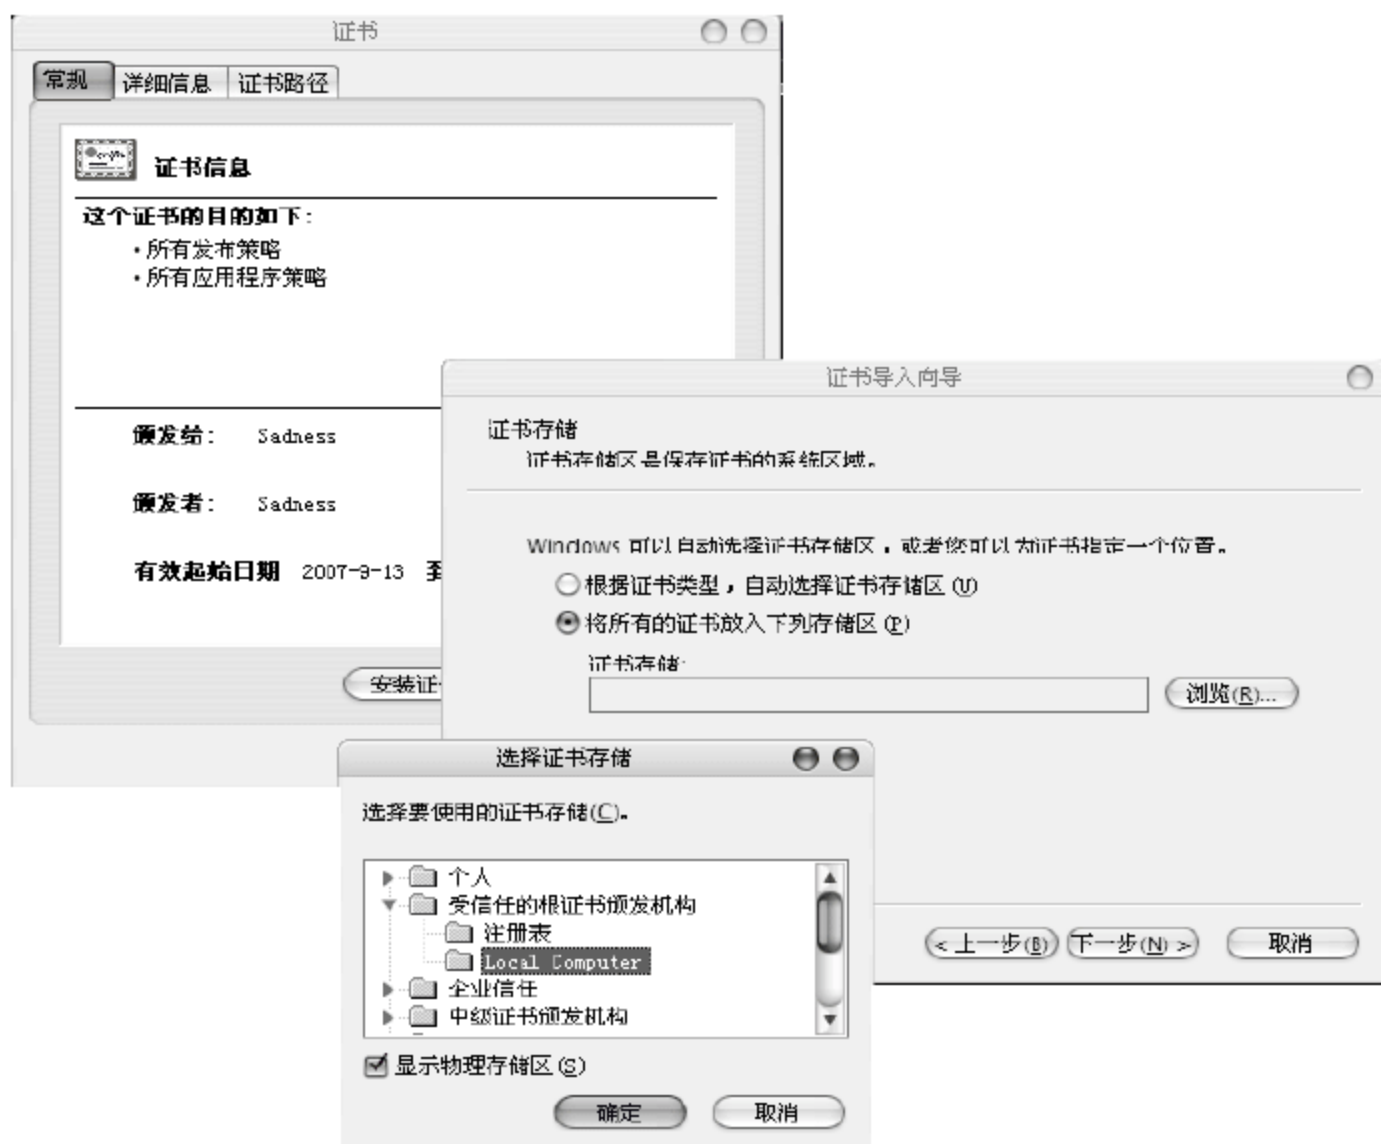 证书
常规 详细信息 证书路径
证书信息
这个证书的目的如下：
•所有发布策略
•所有应用程序策略
颁发给： Sadness
颁发者： Sadness
有效起始日期 2007-9-13 到
安装证
证书导入向导
证书存储
证书存储区是保存证书的系统区域。
Windows 可以自动选择证书存储区，或者您可以为证书指定一个位置。
根据证书类型，自动选择证书存储区(U)
将所有的证书放入下列存储区(P)
证书存储:
浏览(R)...
<上一步(B) 下一步(N)> 取消
选择证书存储
选择要使用的证书存储(C)。
个人
受信任的根证书颁发机构
注册表
Local Computer
企业信任
中级证书颁发机构
显示物理存储区(S)
确定 取消